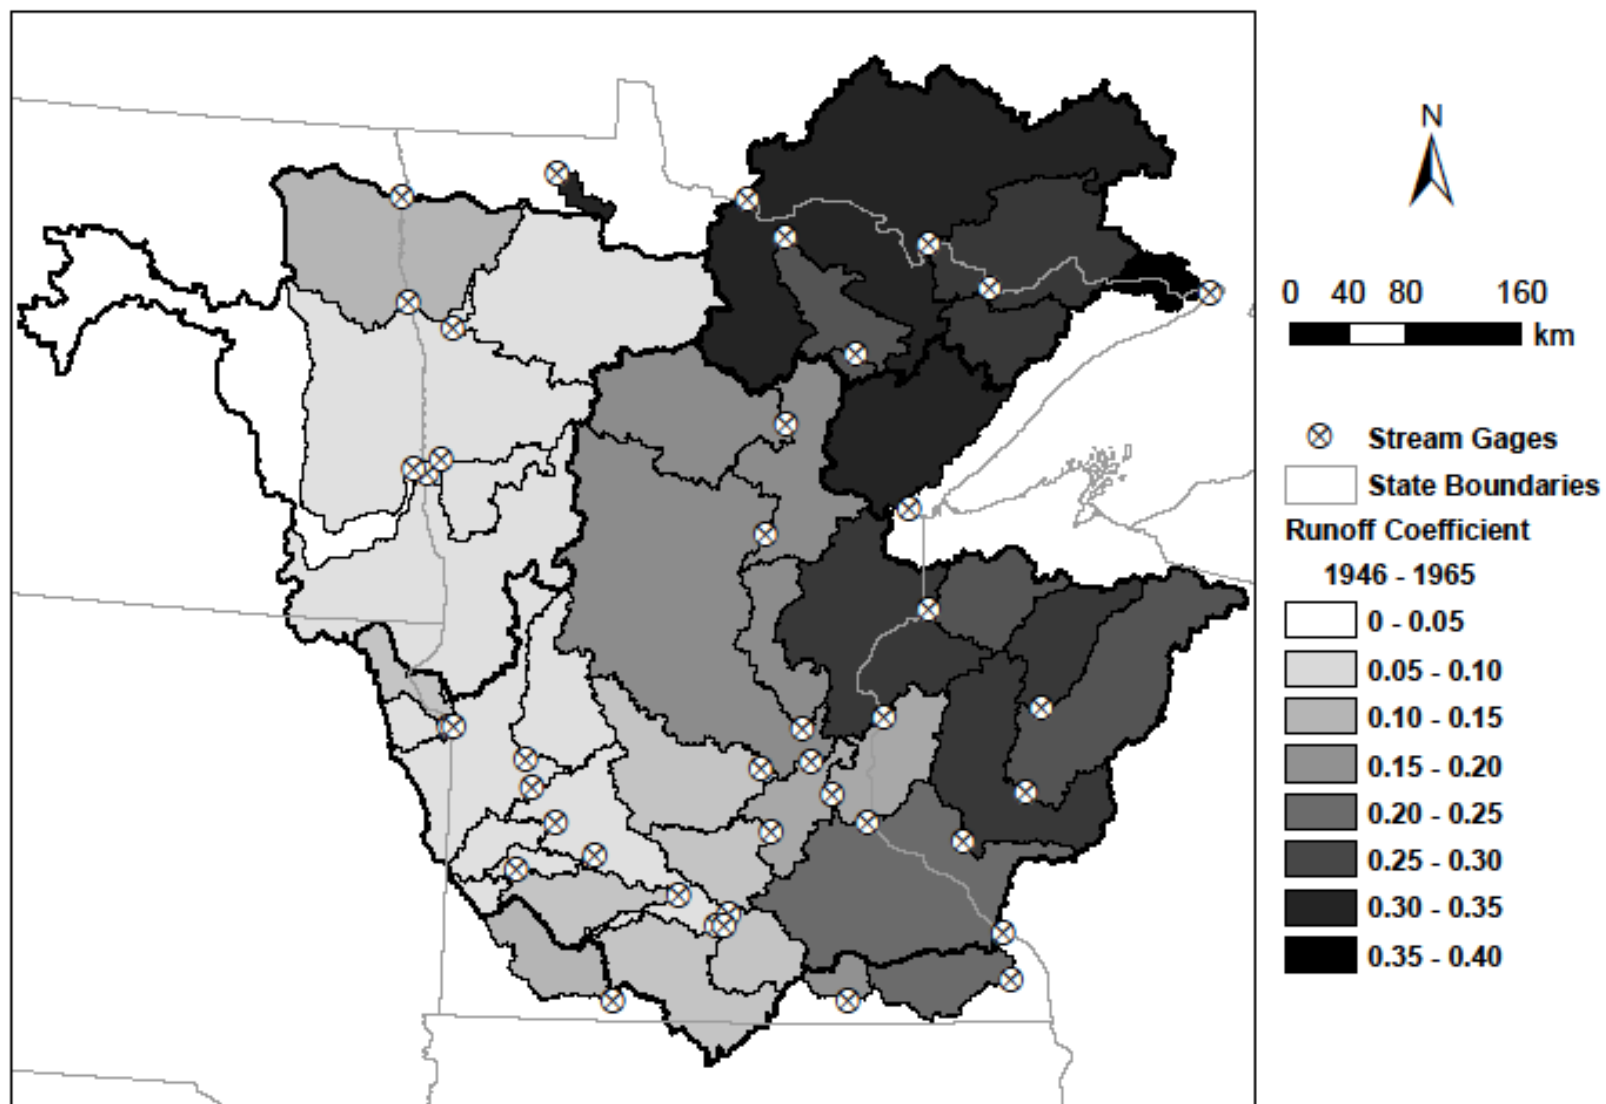 N
0 40 80 160
km
Stream Gages
State Boundaries
Runoff Coefficient
1946 - 1965
0 - 0.05
0.05 - 0.10
0.10 - 0.15
0.15 - 0.20
0.20 - 0.25
0.25 - 0.30
0.30 - 0.35
0.35 - 0.40